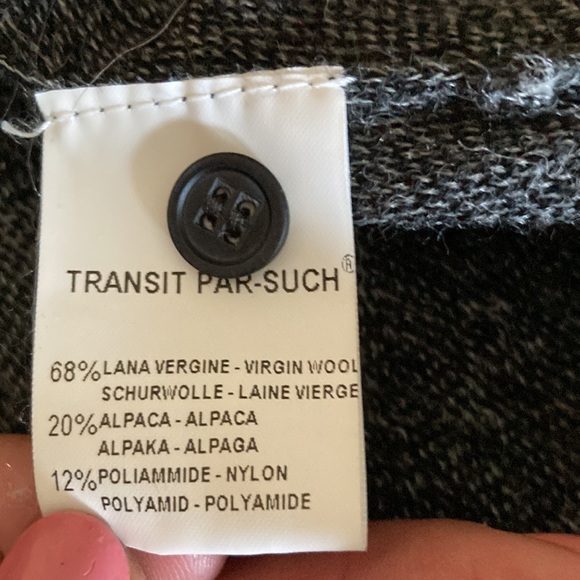 TRANSIT PAR-SUCH®
68% LANA VERGINE - VIRGIN WOOL
SCHURWOLLE - LAINE VIERGE
20% ALPACA - ALPACA
ALPAKA - ALPAGA
12% POLIAMMIDE - NYLON
POLYAMID - POLYAMIDE